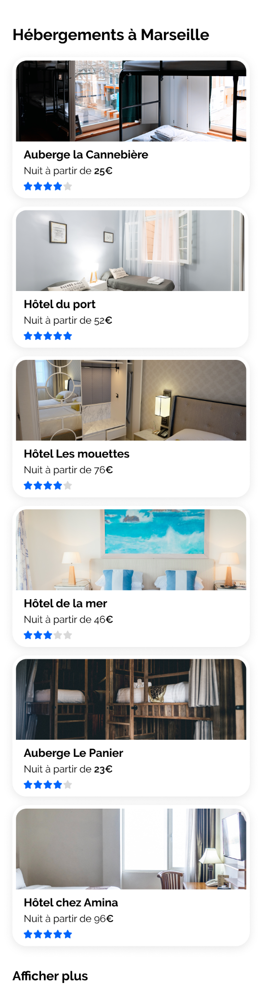 Hébergements à Marseille
Auberge la Cannebière
Nuit à partir de 25€
Hôtel du port
Nuit à partir de 52€
Hôtel Les mouettes
Nuit à partir de 76€
Hôtel de la mer
Nuit à partir de 46€
Auberge Le Panier
Nuit à partir de 23€
Hôtel chez Amina
Nuit à partir de 96€
Afficher plus